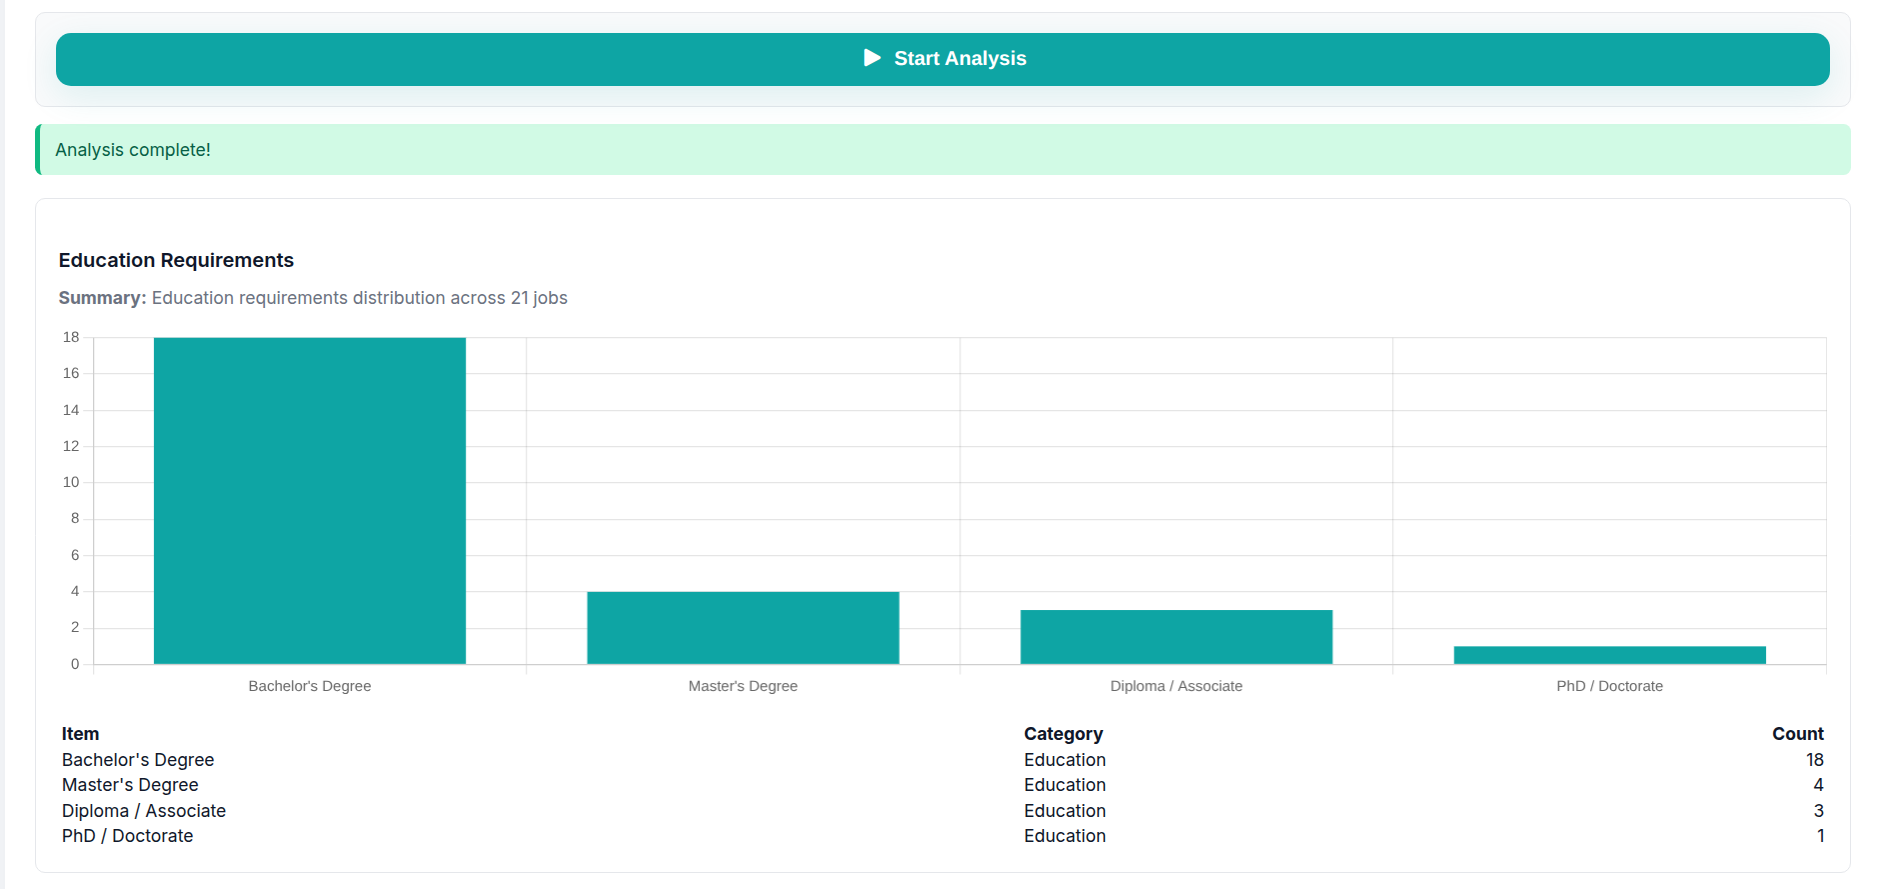 Start Analysis
Analysis complete!
Education Requirements
Summary: Education requirements distribution across 21 jobs
18
16
14
12
10
8
6
4
2
0
Bachelor's Degree Master's Degree Diploma / Associate PhD / Doctorate
Item Category Count
Bachelor's Degree Education 18
Master's Degree Education 4
Diploma / Associate Education 3
PhD / Doctorate Education 1